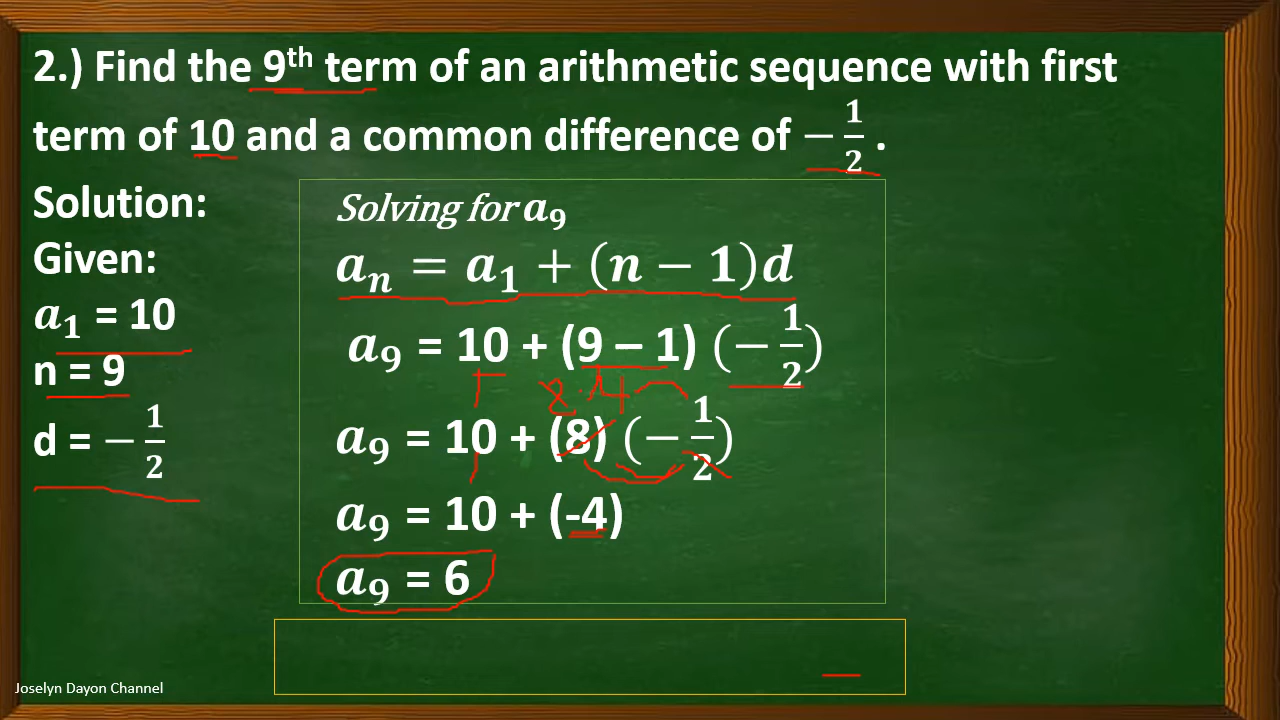 2.) Find the 9th term of an arithmetic sequence with first
term of 10 and a common difference of −1/2 .
Solution:
Given:
a₁ = 10
n = 9
d = −1/2
Solving for a₉
aₙ = a₁ + (n − 1)d
a₉ = 10 + (9 – 1) (−1/2)
8 4
a₉ = 10 + (8) (−1/2)
a₉ = 10 + (-4)
a₉ = 6
Joselyn Dayon Channel